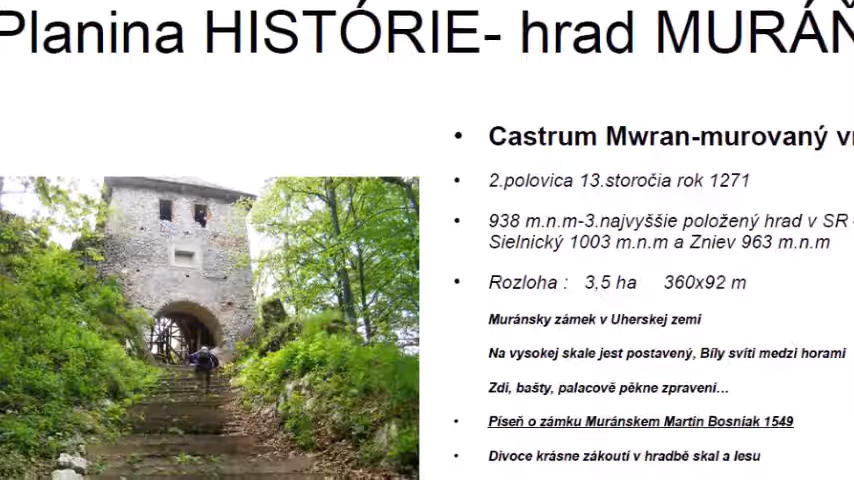 Planina HISTÓRIE- hrad MURÁŇ
• Castrum Mwran-murovaný
• 2.polovica 13.storočia rok 1271
• 938 m.n.m-3.najvyššie položený hrad v SR
Sielnický 1003 m.n.m a Zniev 963 m.n.m
• Rozloha : 3,5 ha 360x92 m
Muránsky zámek v Uherskej zemi
Na vysokej skale jest postavený, Bíly svíti medzi horami
Zdi, bašty, palacově pěkne zpravení...
• Píseň o zámku Muránskem Martin Bosniak 1549
• Divoce krásne zákoutí v hradbě skal a lesu